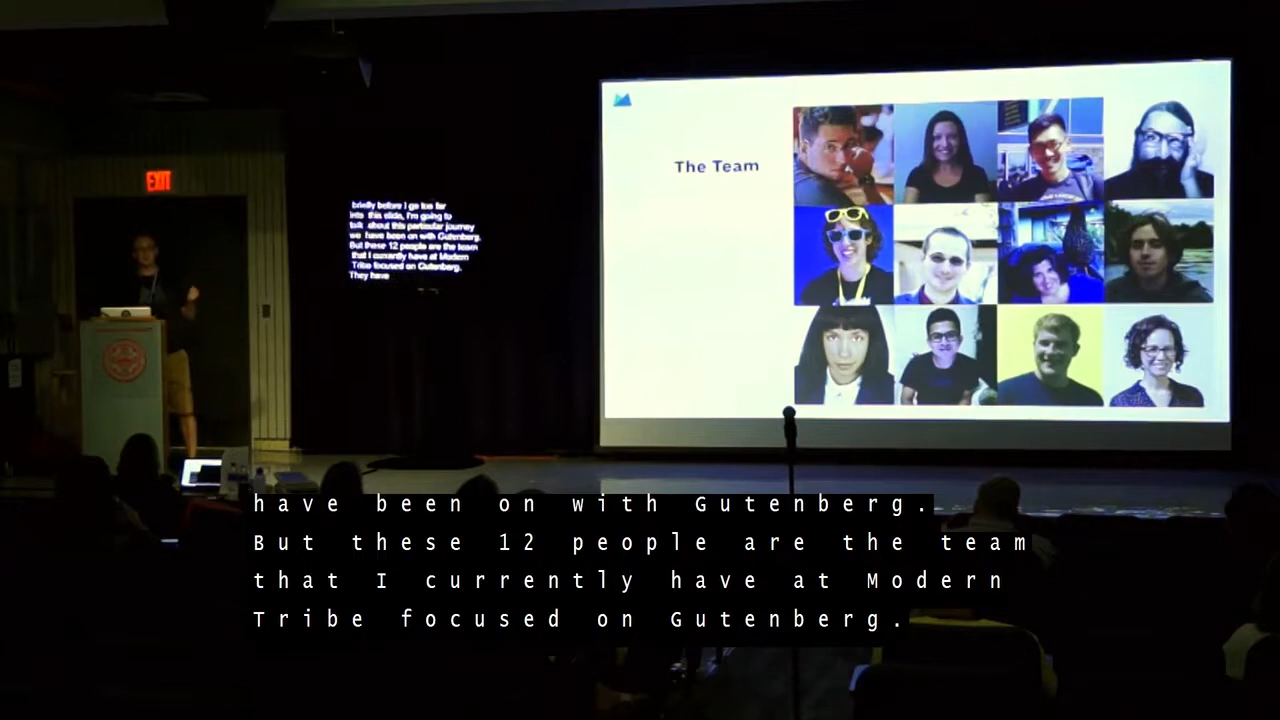 EXIT
briefly before I go too far
into this slide, I'm going to
talk about this particular journey
we have been on with Gutenberg.
But these 12 people are the team
that I currently have at Modern
Tribe focused on Gutenberg.
They have
The Team
have been on with Gutenberg.
But these 12 people are the team
that I currently have at Modern
Tribe focused on Gutenberg.